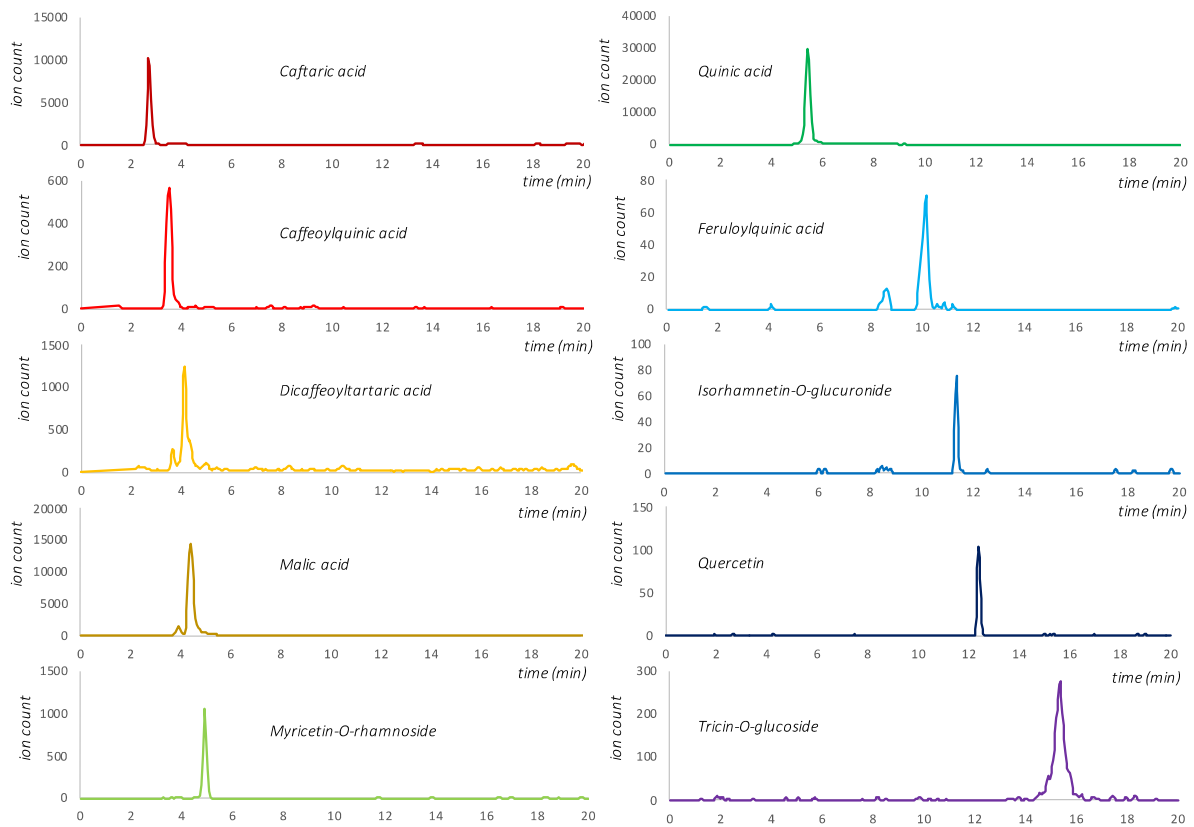 15000
10000
5000
0
ion count
Caftaric acid
0 2 4 6 8 10 12 14 16 18 20
time (min)
40000
30000
20000
10000
0
ion count
Quinic acid
0 2 4 6 8 10 12 14 16 18 20
time (min)
600
400
200
0
ion count
Caffeoylquinic acid
0 2 4 6 8 10 12 14 16 18 20
time (min)
80
60
40
20
0
ion count
Feruloylquinic acid
0 2 4 6 8 10 12 14 16 18 20
time (min)
1500
1000
500
0
ion count
Dicaffeoyltartaric acid
0 2 4 6 8 10 12 14 16 18 20
time (min)
100
80
60
40
20
0
ion count
Isorhamnetin-O-glucuronide
0 2 4 6 8 10 12 14 16 18 20
time (min)
20000
15000
10000
5000
0
ion count
Malic acid
0 2 4 6 8 10 12 14 16 18 20
time (min)
150
100
50
0
ion count
Quercetin
0 2 4 6 8 10 12 14 16 18 20
time (min)
1500
1000
500
0
ion count
Myricetin-O-rhamnoside
0 2 4 6 8 10 12 14 16 18 20
300
200
100
0
ion count
Tricin-O-glucoside
0 2 4 6 8 10 12 14 16 18 20